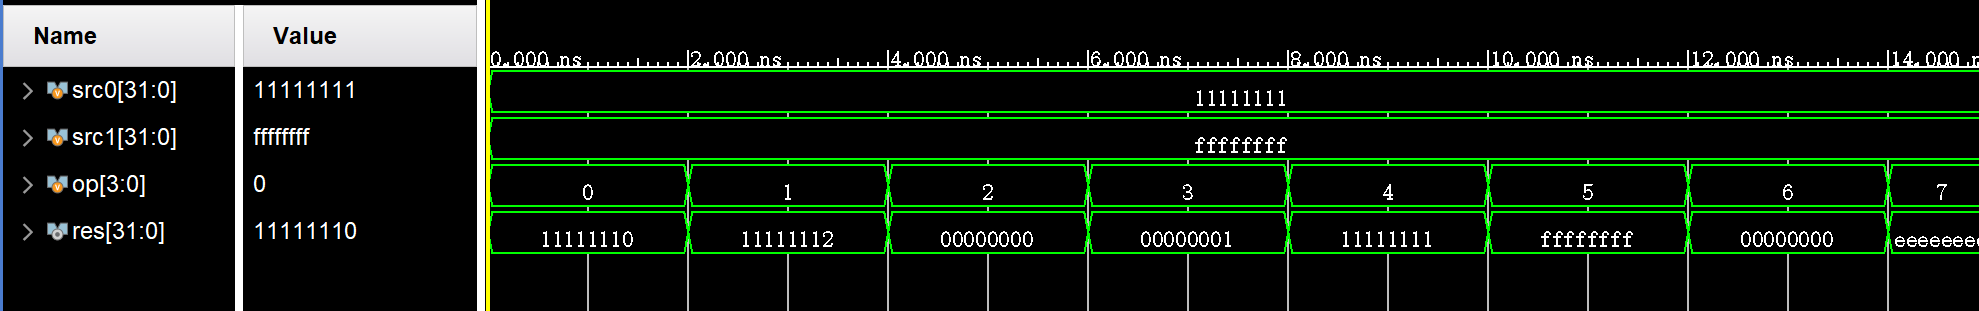 Name Value
0.000 ns 2.000 ns 4.000 ns 6.000 ns 8.000 ns 10.000 ns 12.000 ns 14.000 n
src0[31:0] 11111111 11111111
src1[31:0] ffffffff ffffffff
op[3:0] 0 0 1 2 3 4 5 6 7
res[31:0] 11111110 11111110 11111112 00000000 00000001 11111111 ffffffff 00000000 eeeeeeee